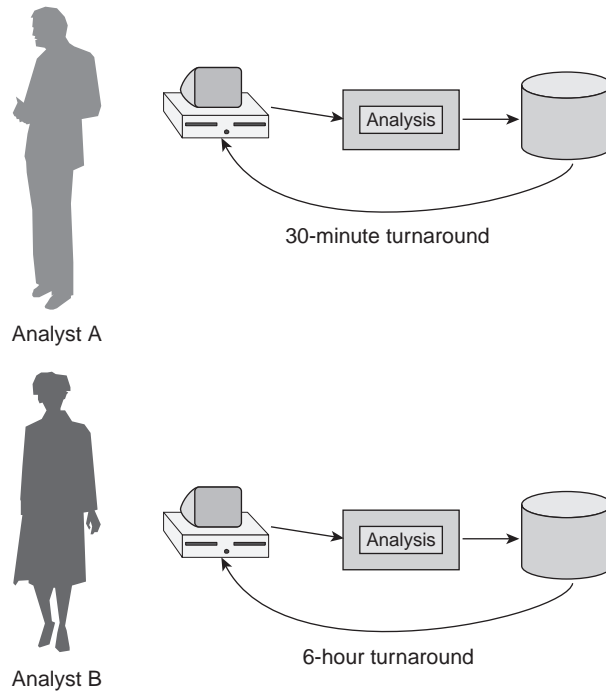 Analysis
30-minute turnaround
Analyst A
Analysis
6-hour turnaround
Analyst B